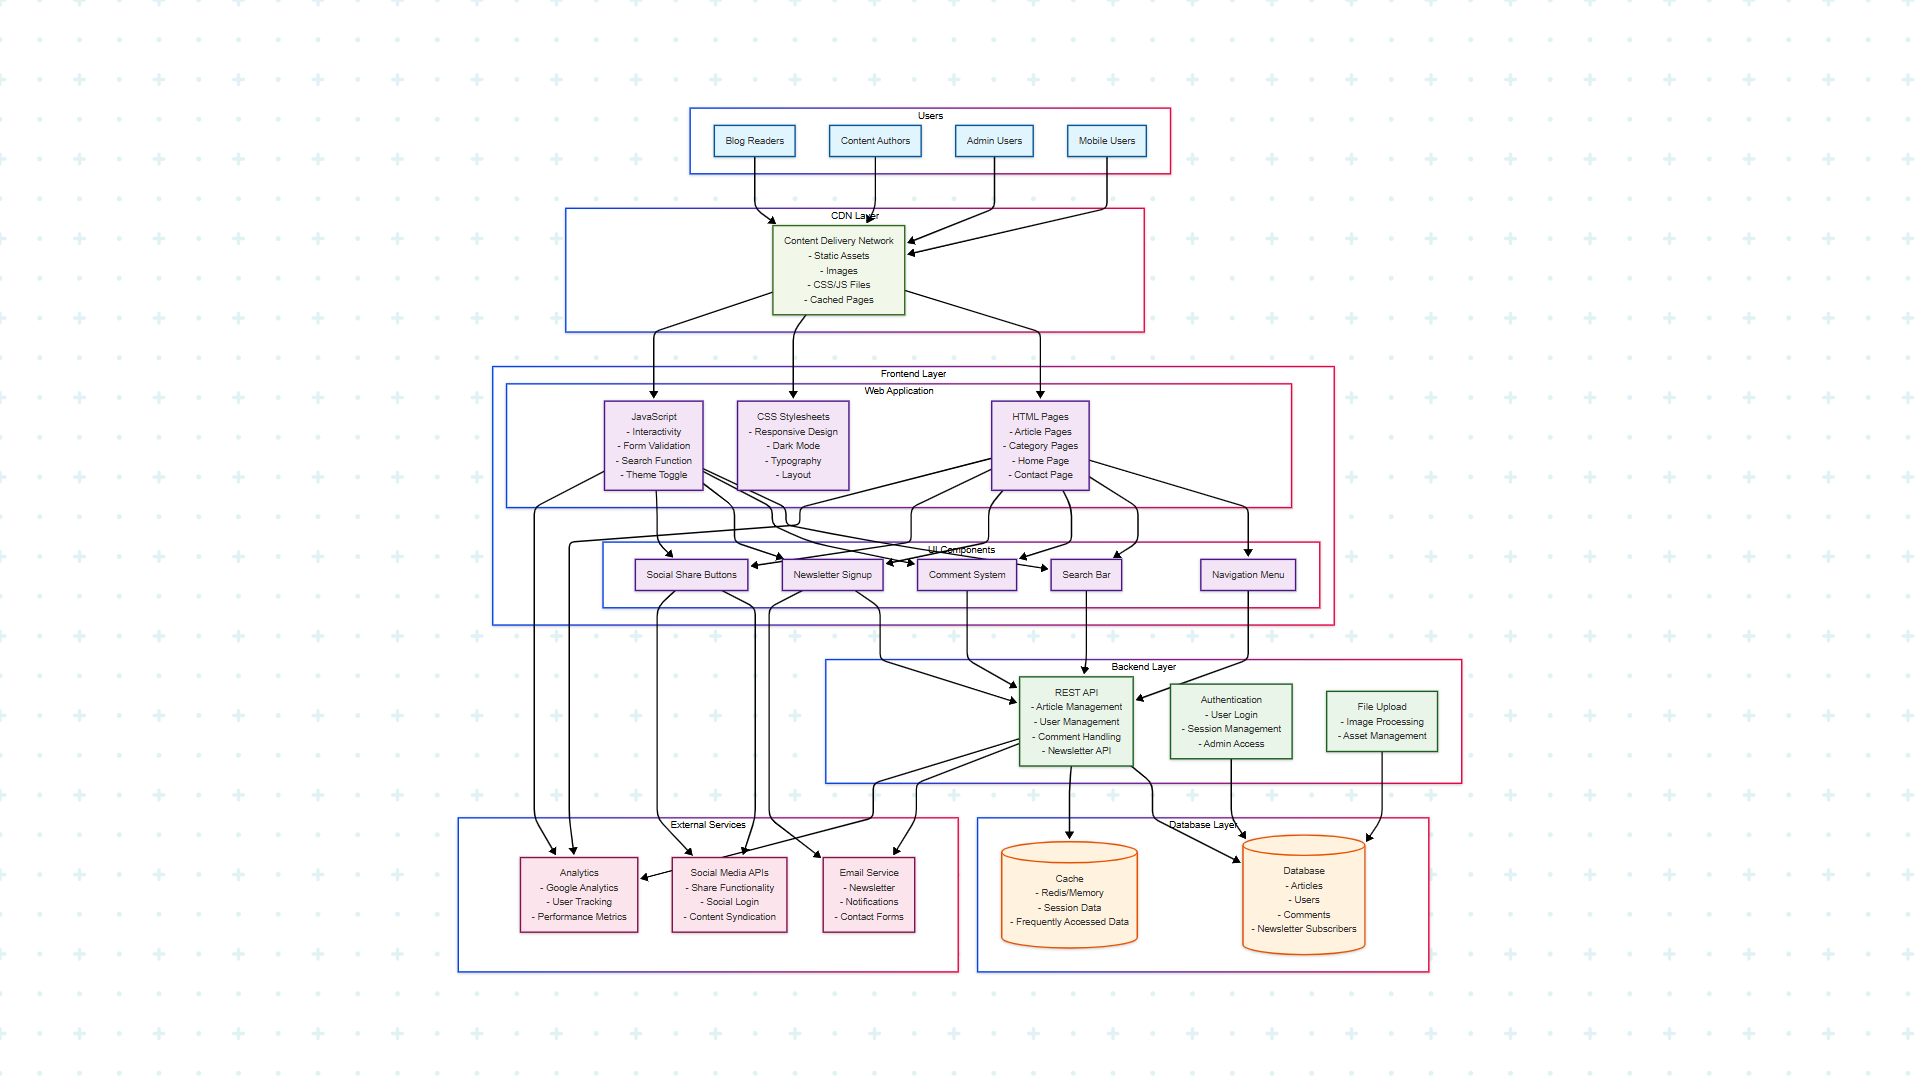 Users
Blog Readers
Content Authors
Admin Users
Mobile Users
CDN Layer
Content Delivery Network
- Static Assets
- Images
- CSS/JS Files
- Cached Pages
Frontend Layer
Web Application
JavaScript
- Interactivity
- Form Validation
- Search Function
- Theme Toggle
CSS Stylesheets
- Responsive Design
- Dark Mode
- Typography
- Layout
HTML Pages
- Article Pages
- Category Pages
- Home Page
- Contact Page
UI Components
Social Share Buttons
Newsletter Signup
Comment System
Search Bar
Navigation Menu
Backend Layer
REST API
- Article Management
- User Management
- Comment Handling
- Newsletter API
Authentication
- User Login
- Session Management
- Admin Access
File Upload
- Image Processing
- Asset Management
External Services
Analytics
- Google Analytics
- User Tracking
- Performance Metrics
Social Media APIs
- Share Functionality
- Social Login
- Content Syndication
Email Service
- Newsletter
- Notifications
- Contact Forms
Database Layer
Cache
- Redis/Memory
- Session Data
- Frequently Accessed Data
Database
- Articles
- Users
- Comments
- Newsletter Subscribers